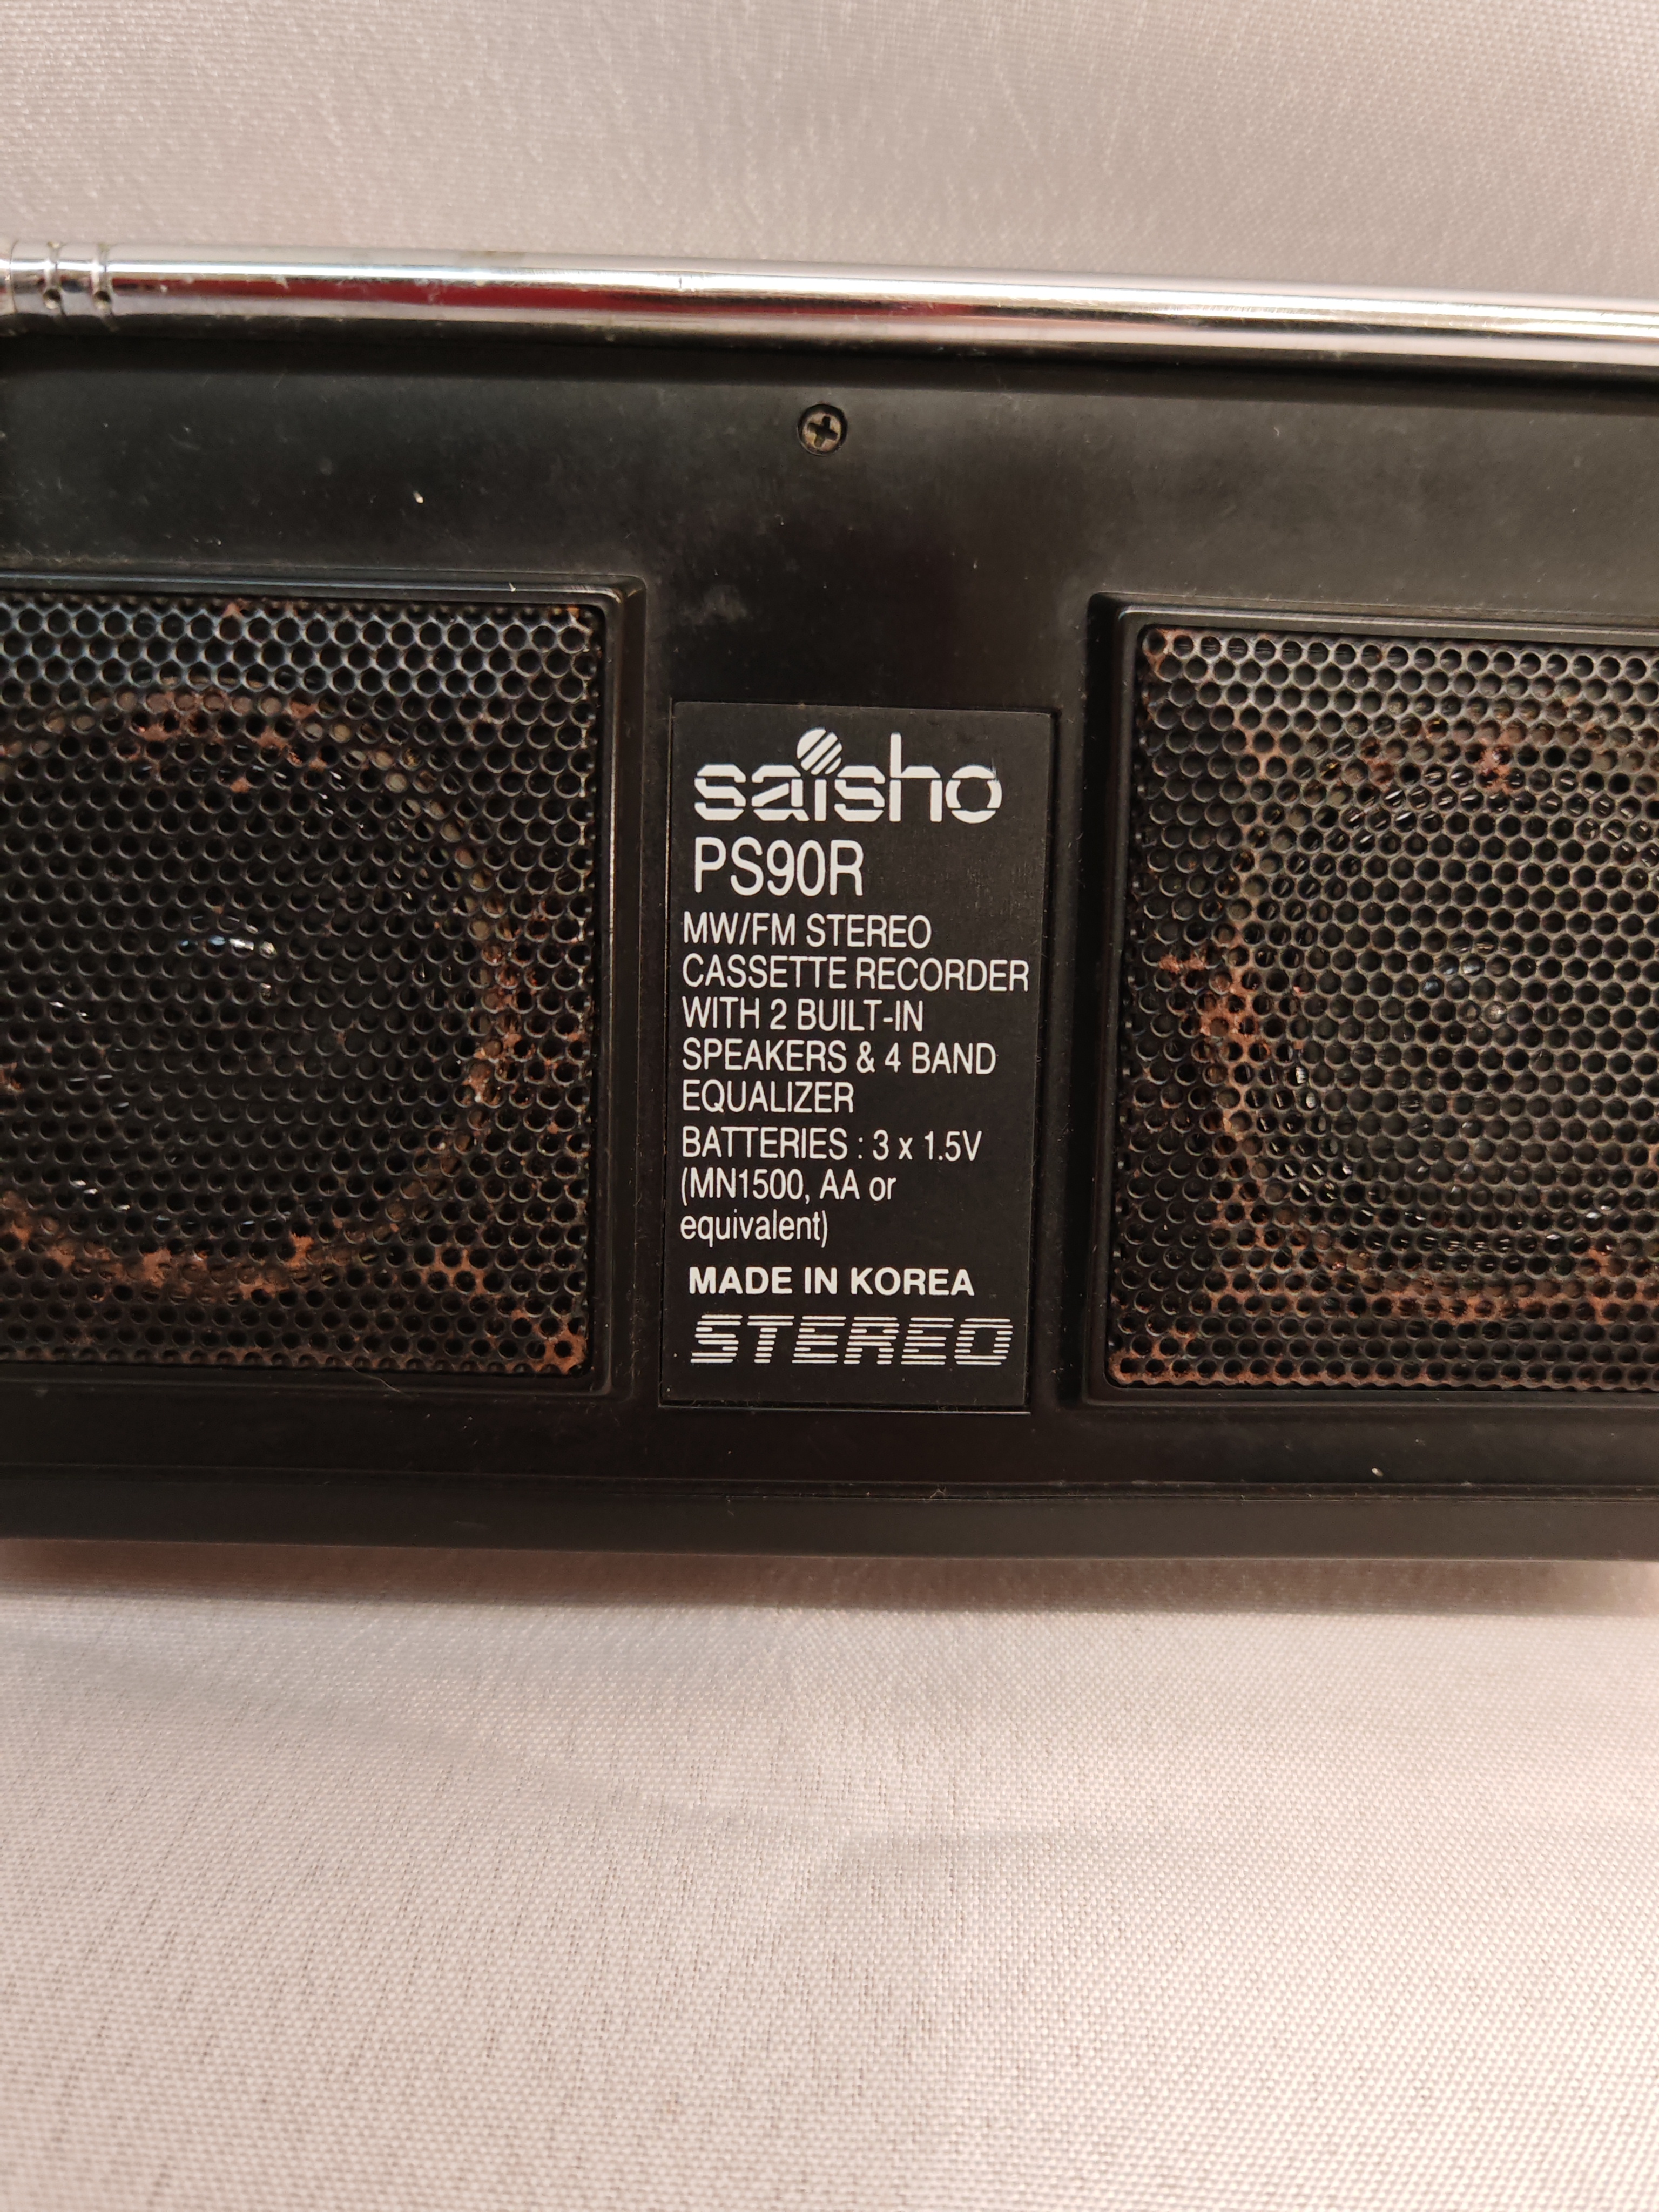 saisho
PS90R
MW/FM STEREO
CASSETTE RECORDER
WITH 2 BUILT-IN
SPEAKERS & 4 BAND
EQUALIZER
BATTERIES : 3 x 1.5V
(MN1500, AA or
equivalent)
MADE IN KOREA
STEREO